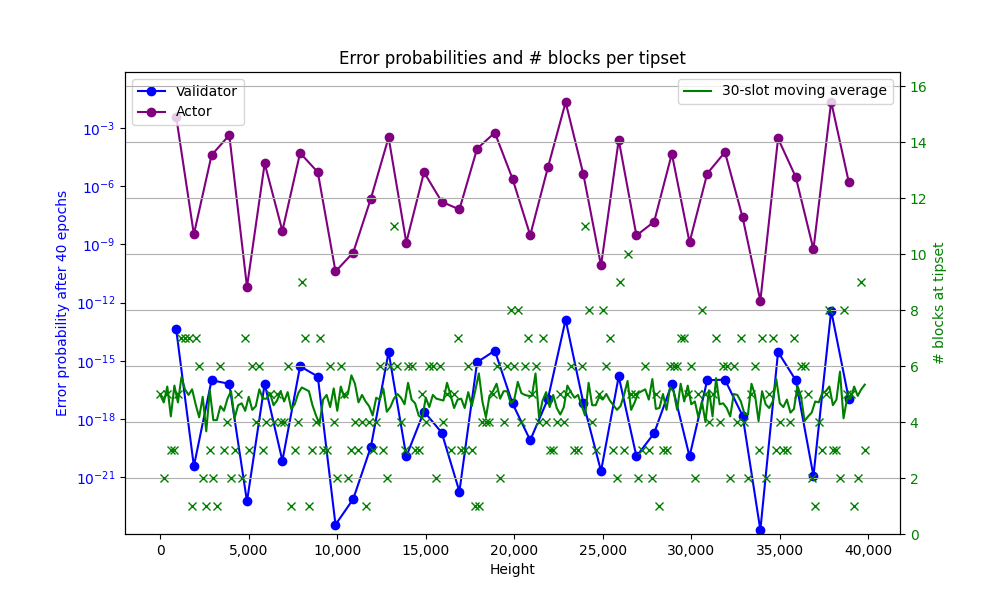 Error probabilities and # blocks per tipset
Validator
Actor
30-slot moving average
Error probability after 40 epochs
10⁻³
10⁻⁶
10⁻⁹
10⁻¹²
10⁻¹⁵
10⁻¹⁸
10⁻²¹
16
14
12
10
8
6
4
2
0
# blocks at tipset
0 5,000 10,000 15,000 20,000 25,000 30,000 35,000 40,000
Height